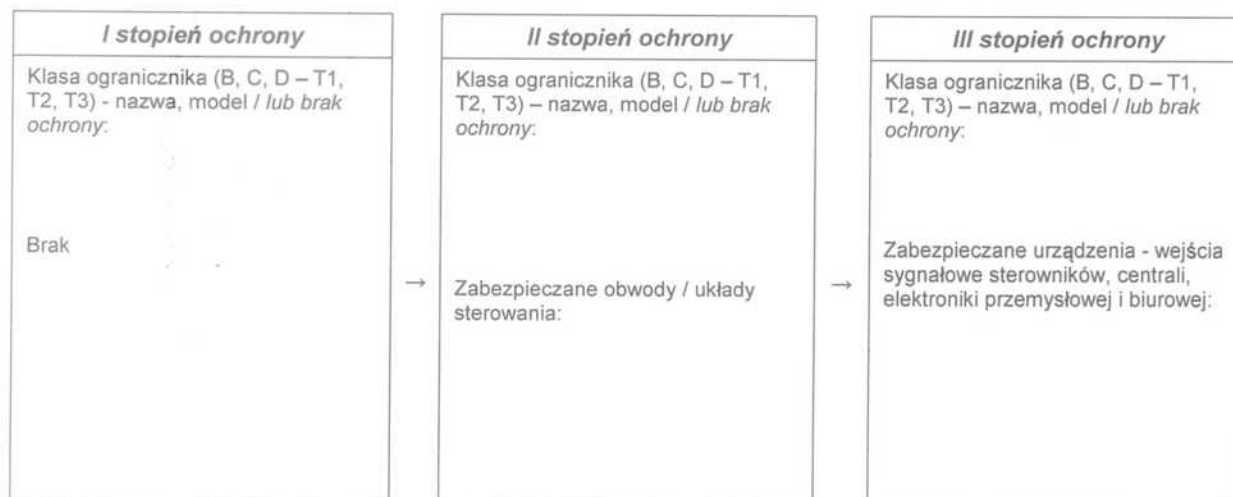 I stopień ochrony
Klasa ogranicznika (B, C, D – T1,
T2, T3) - nazwa, model / lub brak
ochrony:
Brak
→
II stopień ochrony
Klasa ogranicznika (B, C, D – T1,
T2, T3) – nazwa, model / lub brak
ochrony:
Zabezpieczane obwody / układy
sterowania:
→
III stopień ochrony
Klasa ogranicznika (B, C, D – T1,
T2, T3) – nazwa, model / lub brak
ochrony:
Zabezpieczane urządzenia - wejścia
sygnałowe sterowników, centrali,
elektroniki przemysłowej i biurowej: